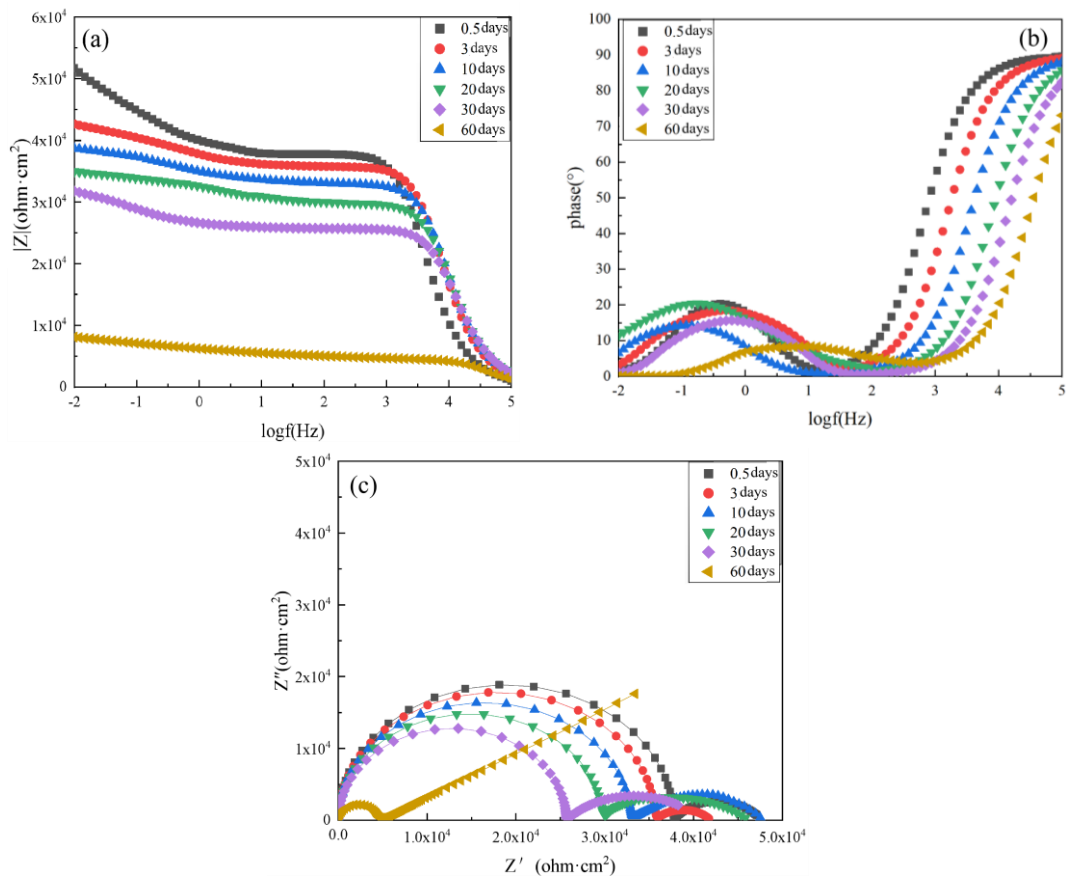 (a)
0.5days
3days
10days
20days
30days
60days
6x10⁴
5x10⁴
4x10⁴
3x10⁴
2x10⁴
1x10⁴
0
|Z|(ohm·cm²)
-2 -1 0 1 2 3 4 5
logf(Hz)
(b)
0.5days
3days
10days
20days
30days
60days
100
90
80
70
60
50
40
30
20
10
0
phase(°)
-2 -1 0 1 2 3 4 5
logf(Hz)
(c)
0.5days
3days
10days
20days
30days
60days
5x10⁴
4x10⁴
3x10⁴
2x10⁴
1x10⁴
0
Z″(ohm·cm²)
0.0 1.0x10⁴ 2.0x10⁴ 3.0x10⁴ 4.0x10⁴ 5.0x10⁴
Z′ (ohm·cm²)